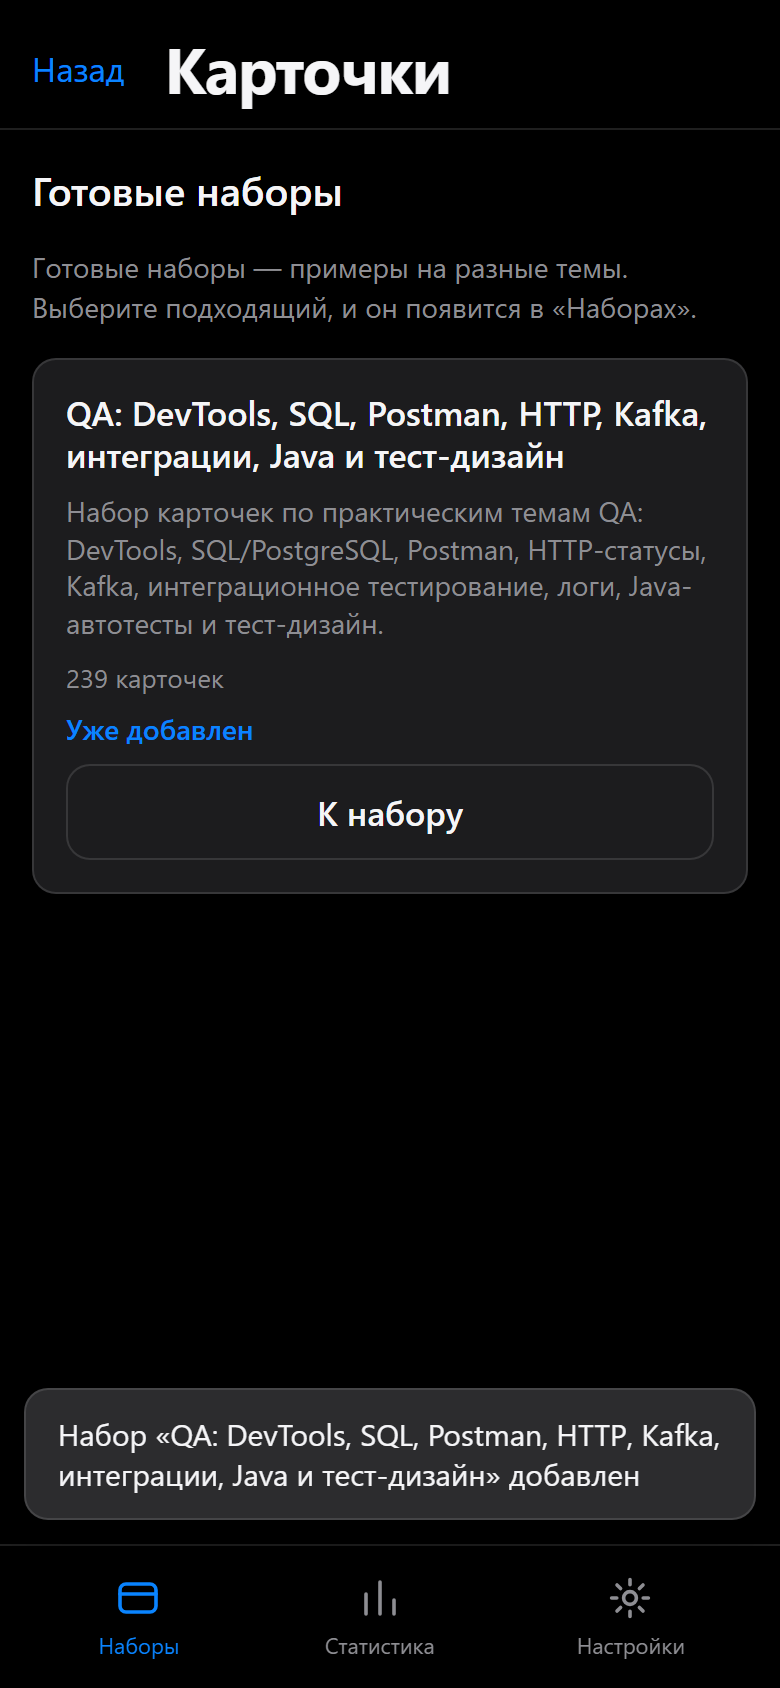 Назад
Карточки
Готовые наборы
Готовые наборы — примеры на разные темы.
Выберите подходящий, и он появится в «Наборах».
QA: DevTools, SQL, Postman, HTTP, Kafka,
интеграции, Java и тест-дизайн
Набор карточек по практическим темам QA:
DevTools, SQL/PostgreSQL, Postman, HTTP-статусы,
Kafka, интеграционное тестирование, логи, Java-
автотесты и тест-дизайн.
239 карточек
Уже добавлен
К набору
Набор «QA: DevTools, SQL, Postman, HTTP, Kafka,
интеграции, Java и тест-дизайн» добавлен
Наборы
Статистика
Настройки